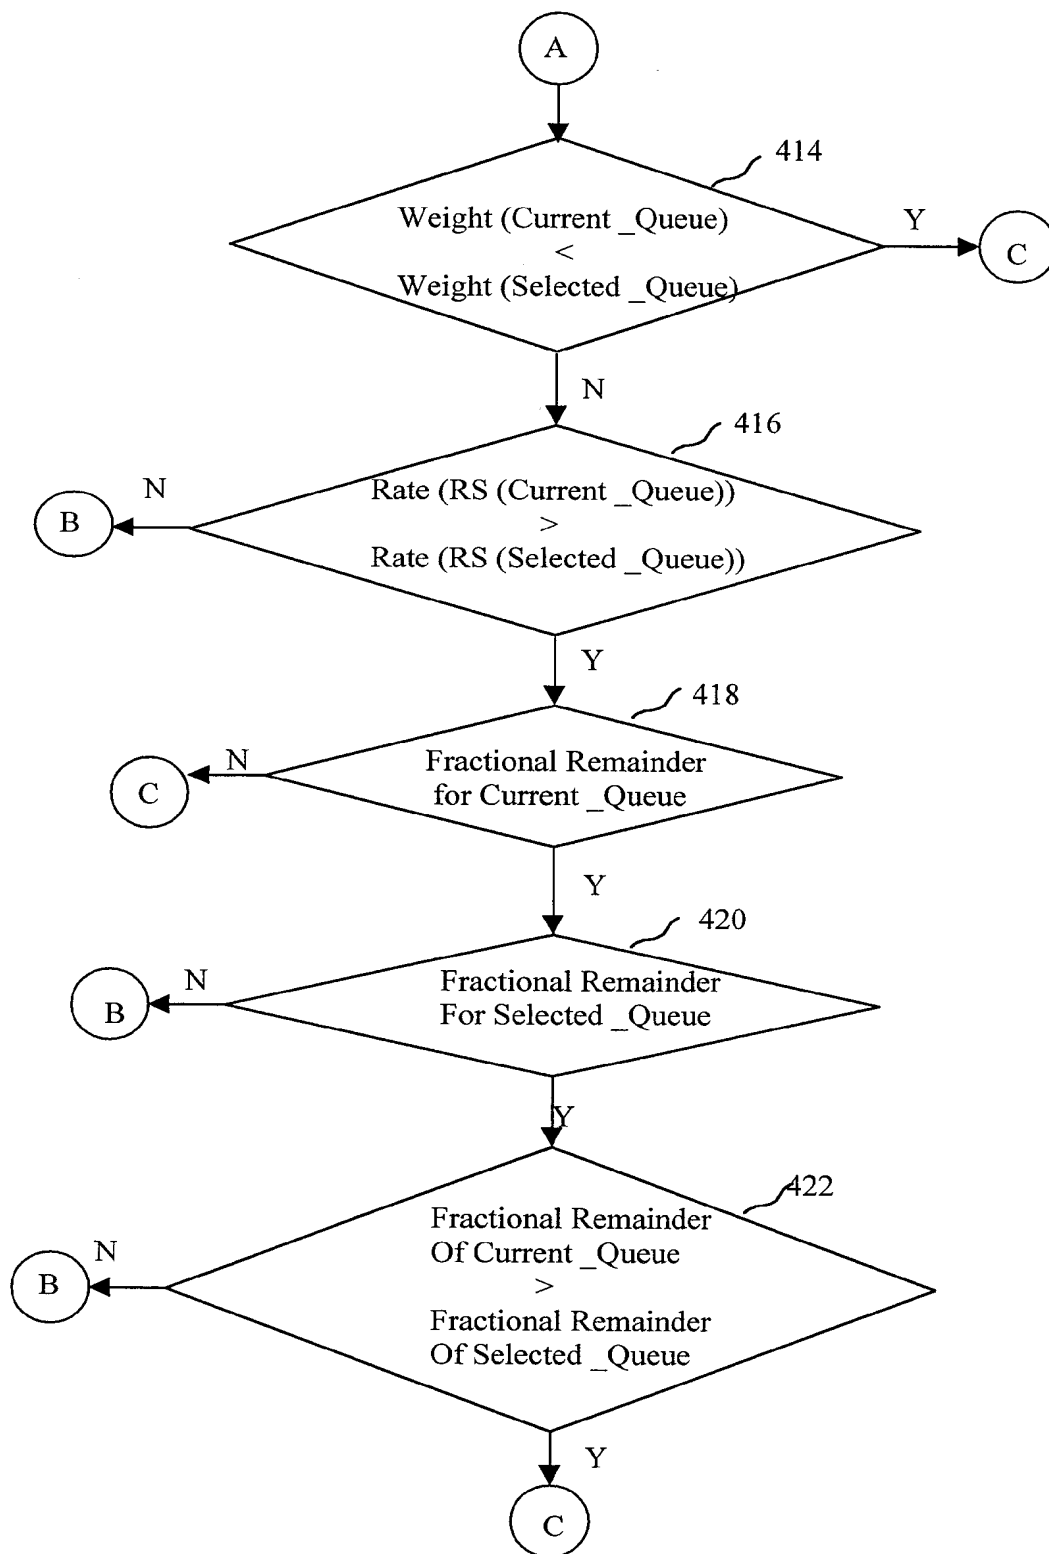 A
414
Weight (Current _Queue)
<
Weight (Selected _Queue)
Y
C
N
416
Rate (RS (Current _Queue))
>
Rate (RS (Selected _Queue))
N
B
Y
418
Fractional Remainder
for Current _Queue
N
C
Y
420
Fractional Remainder
For Selected _Queue
N
B
Y
422
Fractional Remainder
Of Current _Queue
>
Fractional Remainder
Of Selected _Queue
N
B
Y
C